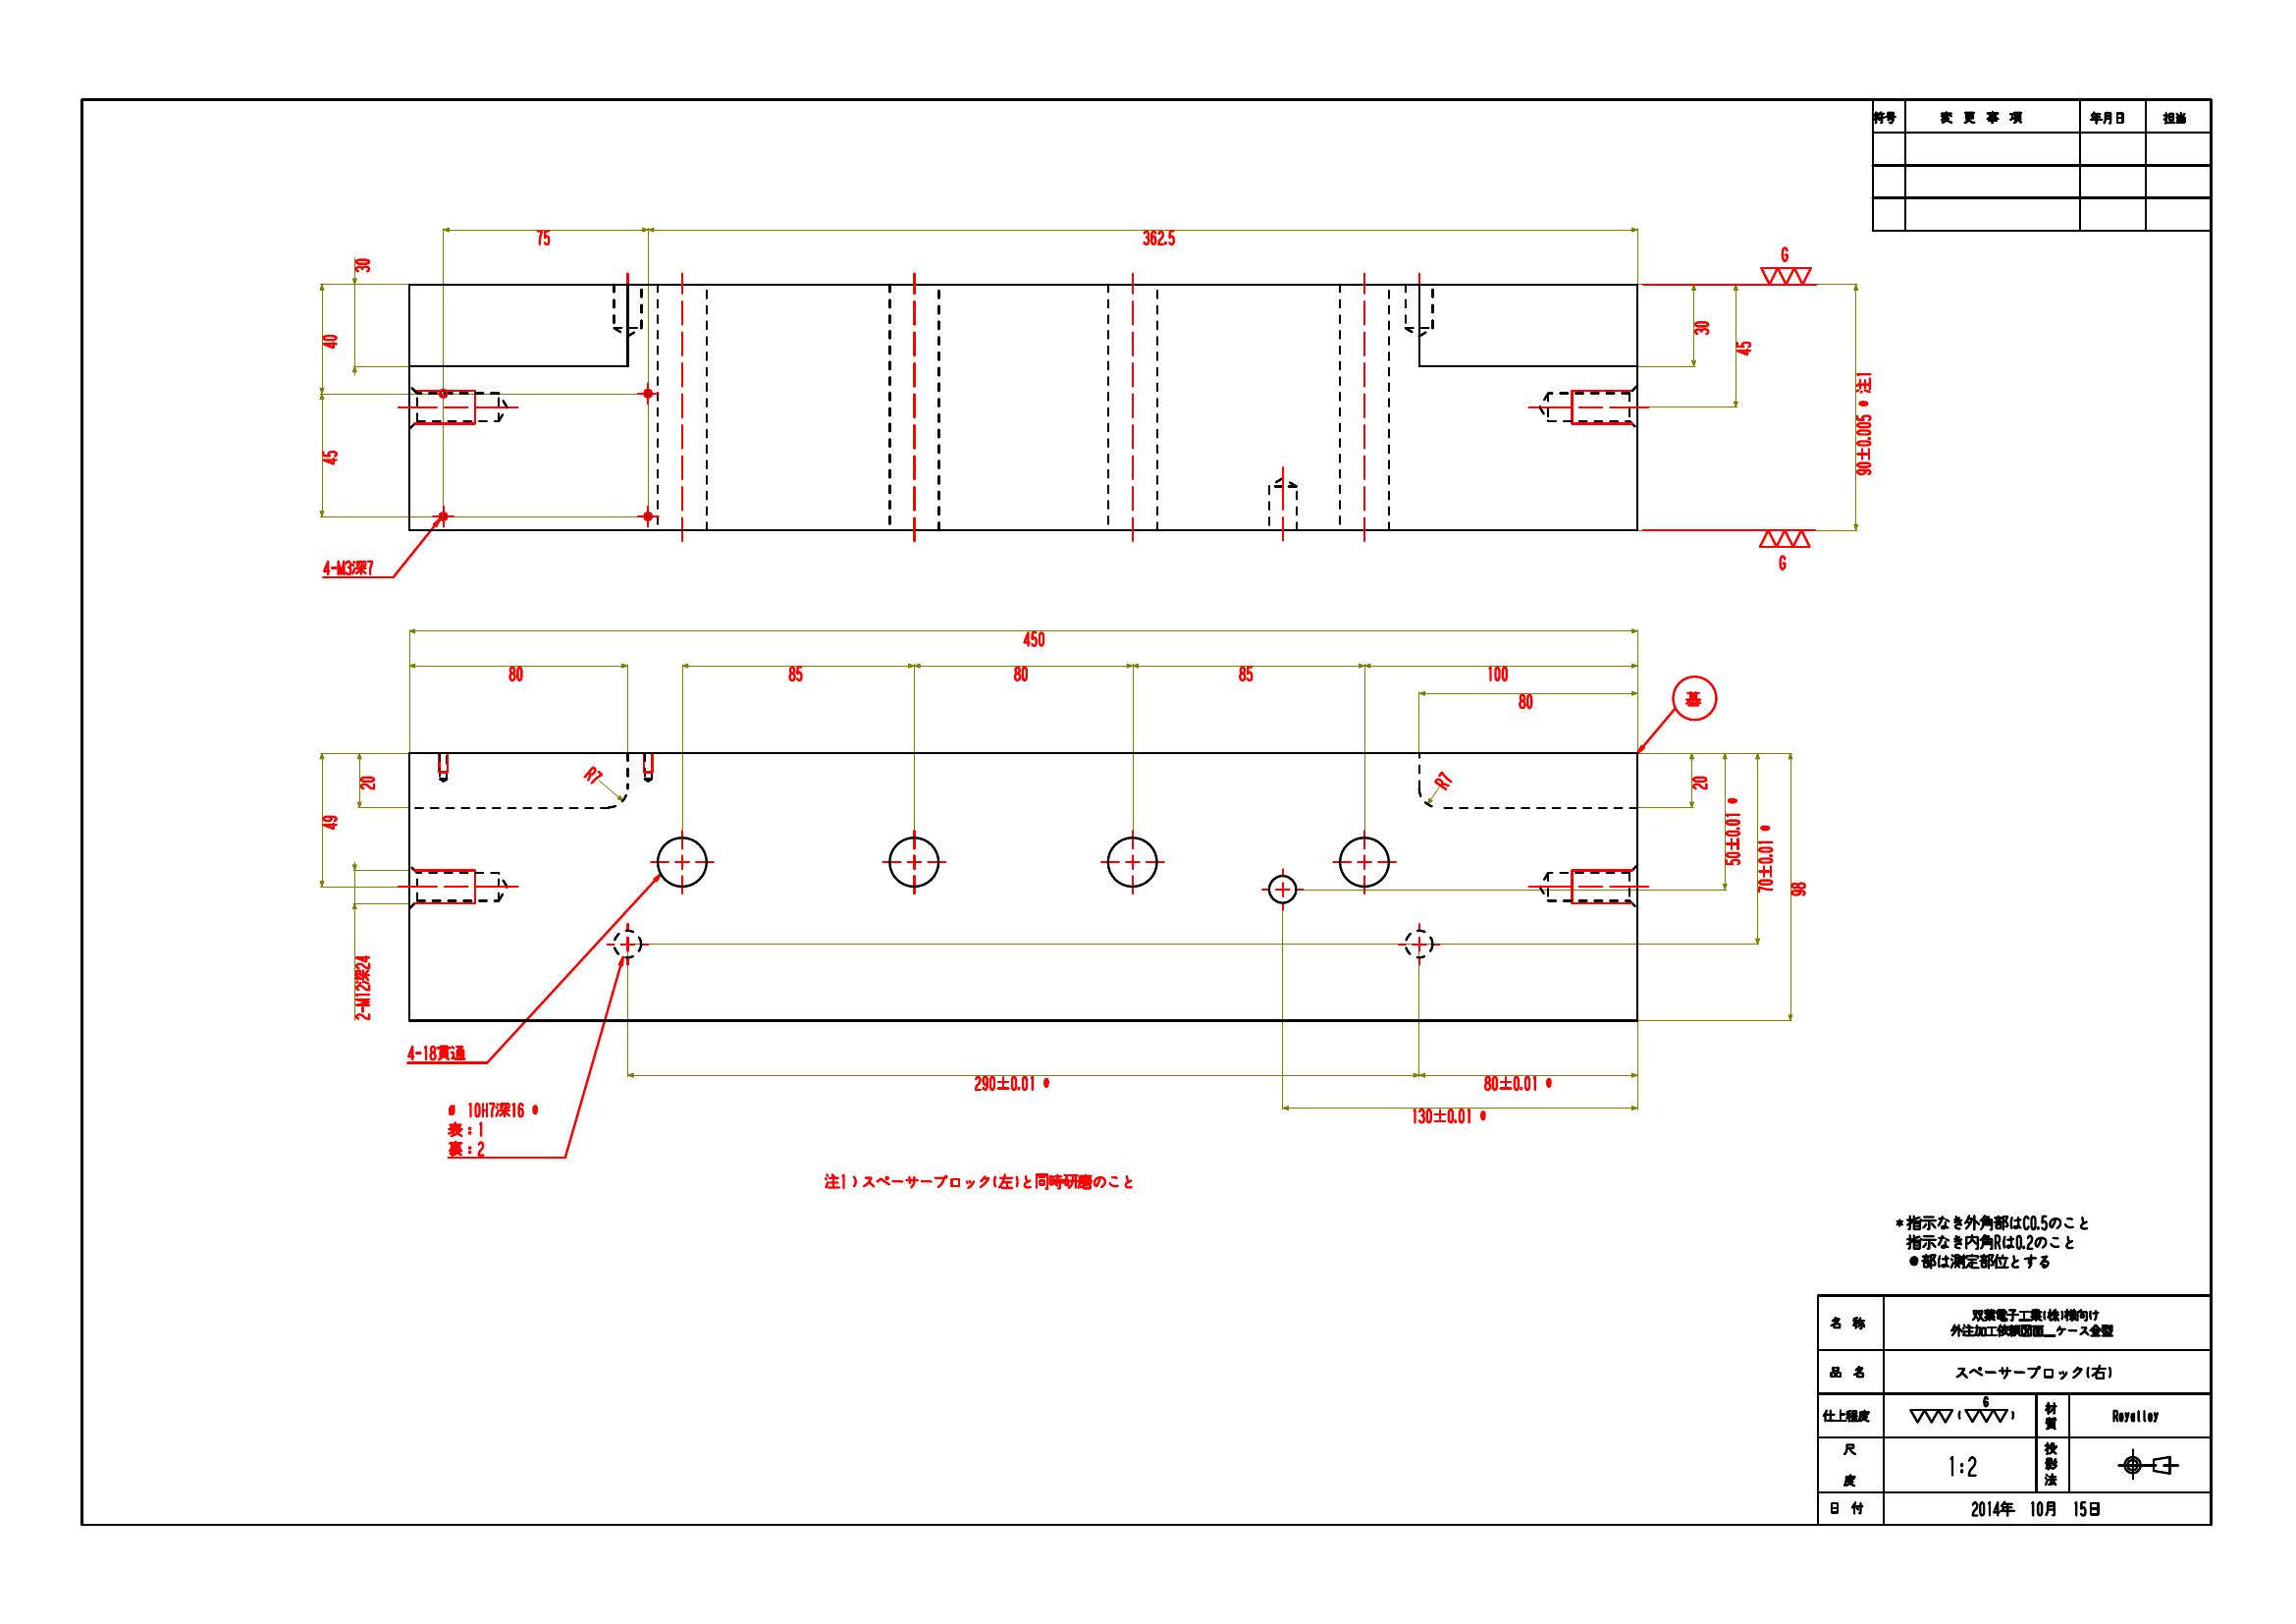 符号 変更事項 年月日 担当
75
362.5
30
40
45
G
30
45
90±0.005 ● 注1
G
4-M3深7
450
80
85
80
85
100
80
基
R7
R7
20
49
20
50±0.01 ●
70±0.01 ●
98
2-M12深24
4-18貫通
290±0.01 ●
80±0.01 ●
130±0.01 ●
10H7深16 ●
表:1
裏:2
注1)スペーサーブロック(左)と同時研磨のこと
*指示なき外角部はC0.5のこと
指示なき内角Rは0.2のこと
●部は測定部位とする
名称
双葉電子工業(株)様向け
外注加工依頼図面__ケース金型
品名 スペーサーブロック(右)
仕上程度 ( G )
材質 Royalloy
尺度 1:2
投影法
日付 2014年 10月 15日